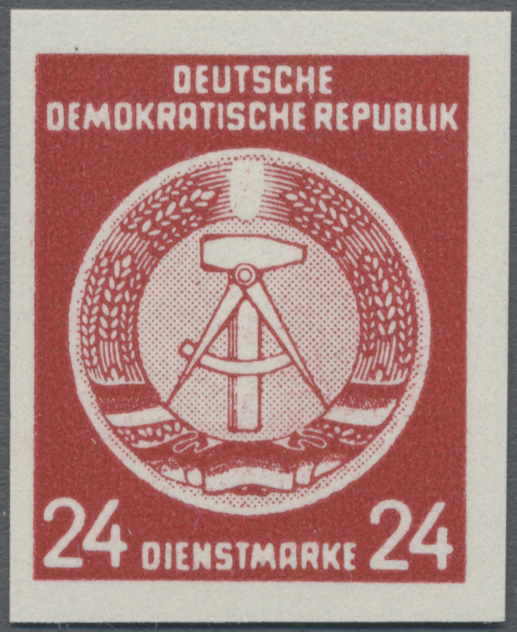 DEUTSCHE
DEMOKRATISCHE REPUBLIK
24 DIENSTMARKE 24